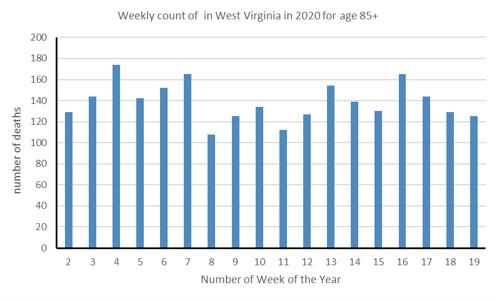 Weekly count of  in West Virginia in 2020 for age 85+
200
180
160
140
120
100
80
60
40
20
0
number of deaths
2 3 4 5 6 7 8 9 10 11 12 13 14 15 16 17 18 19
Number of Week of the Year